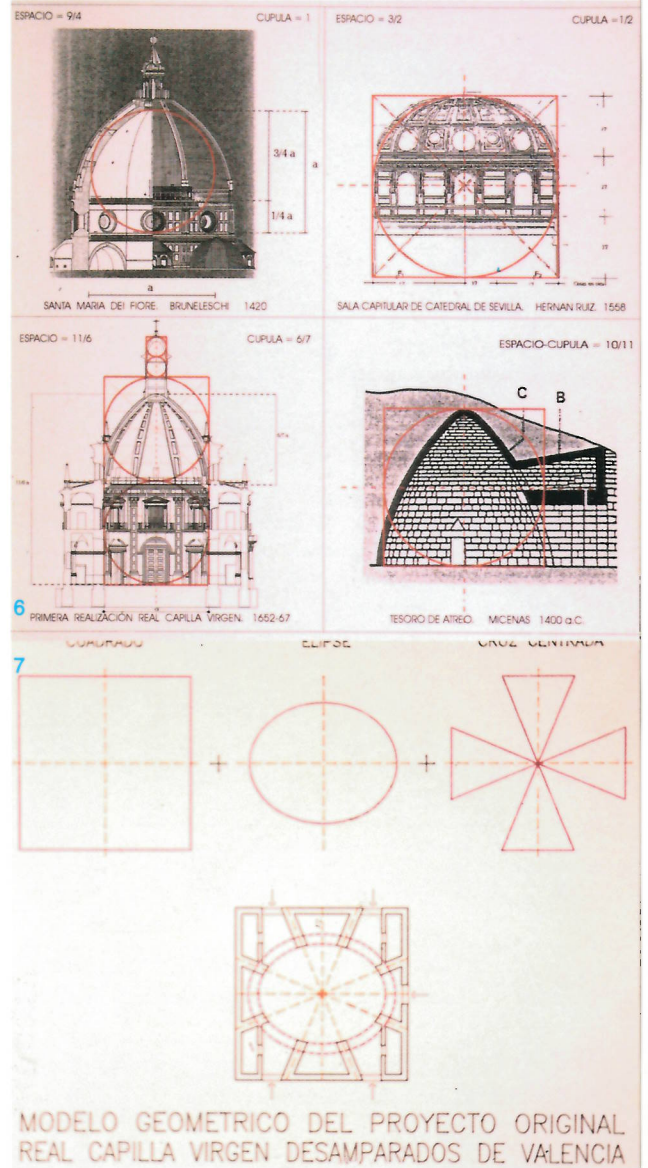 ESPACIO = 9/4
CUPULA = 1
3/4 a
a
1/4 a
a
SANTA MARIA DEI FIORE. BRUNELESCHI 1420
ESPACIO = 3/2
CUPULA =1/2
SALA CAPITULAR DE CATEDRAL DE SEVILLA. HERNAN RUIZ. 1558
ESPACIO = 11/6
CUPULA = 6/7
6
PRIMERA REALIZACIÓN REAL CAPILLA VIRGEN. 1652-67
ESPACIO-CUPULA = 10/11
C
B
TESORO DE ATREO. MICENAS 1400 a.C.
7
CUADRADO
ELIPSE
CRUZ CENTRADA
+
+
MODELO GEOMETRICO DEL PROYECTO ORIGINAL
REAL CAPILLA VIRGEN DESAMPARADOS DE VALENCIA